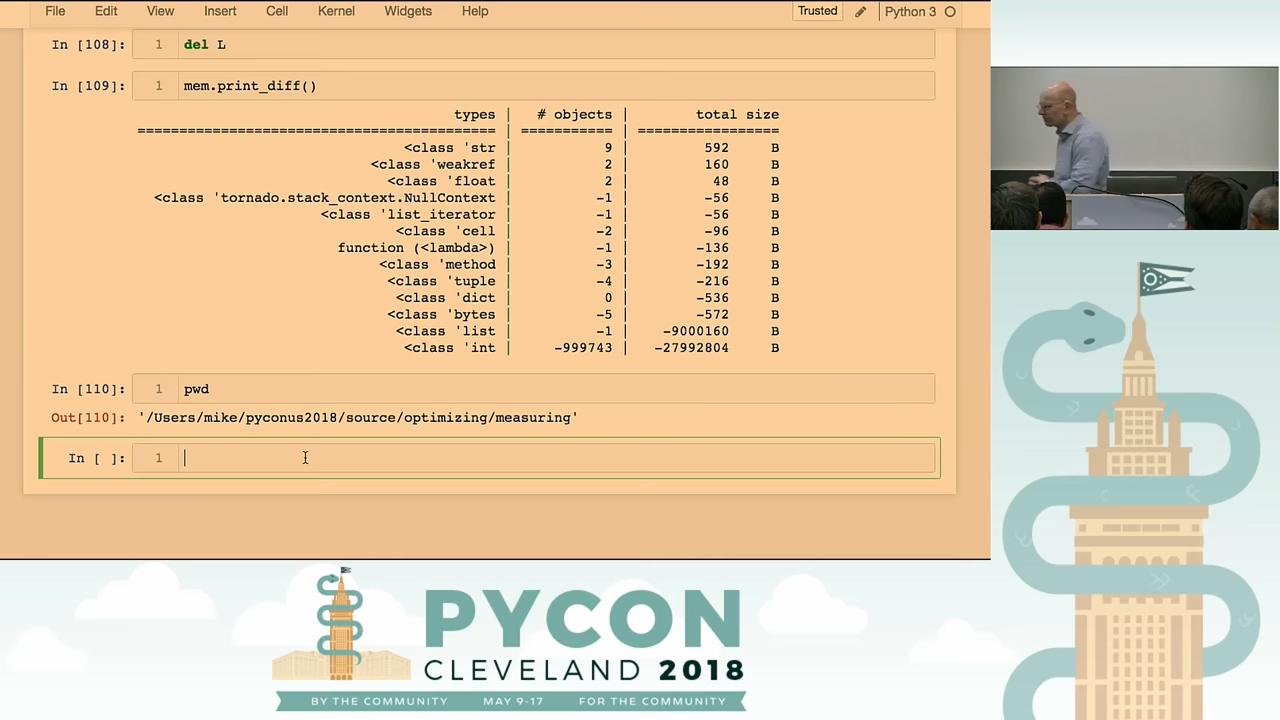 File Edit View Insert Cell Kernel Widgets Help Trusted Python 3
In [108]: 1 del L
In [109]: 1 mem.print_diff()
types | # objects | total size
========================================== | =========== | =================
<class 'str | 9 | 592 B
<class 'weakref | 2 | 160 B
<class 'float | 2 | 48 B
<class 'tornado.stack_context.NullContext | -1 | -56 B
<class 'list_iterator | -1 | -56 B
<class 'cell | -2 | -96 B
function (<lambda>) | -1 | -136 B
<class 'method | -3 | -192 B
<class 'tuple | -4 | -216 B
<class 'dict | 0 | -536 B
<class 'bytes | -5 | -572 B
<class 'list | -1 | -9000160 B
<class 'int | -999743 | -27992804 B
In [110]: 1 pwd
Out[110]: '/Users/mike/pyconus2018/source/optimizing/measuring'
In [ ]: 1
PYCON
CLEVELAND 2018
BY THE COMMUNITY MAY 9-17 FOR THE COMMUNITY